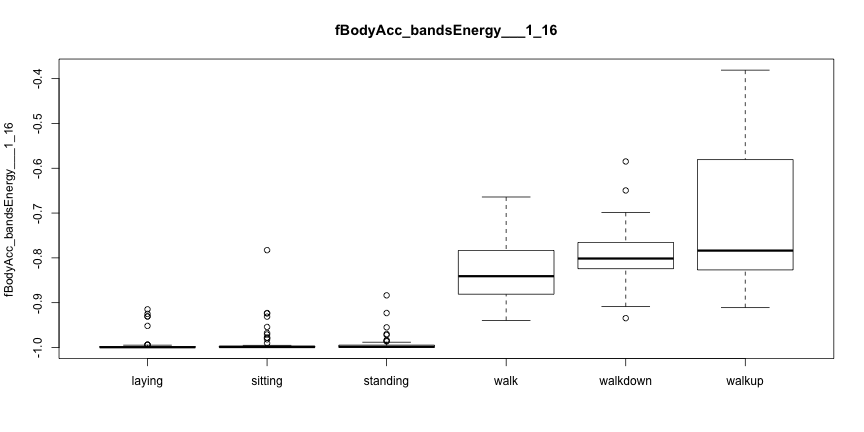 fBodyAcc_bandsEnergy___1_16
fBodyAcc_bandsEnergy___1_16
-0.4
-0.5
-0.6
-0.7
-0.8
-0.9
-1.0
laying sitting standing walk walkdown walkup